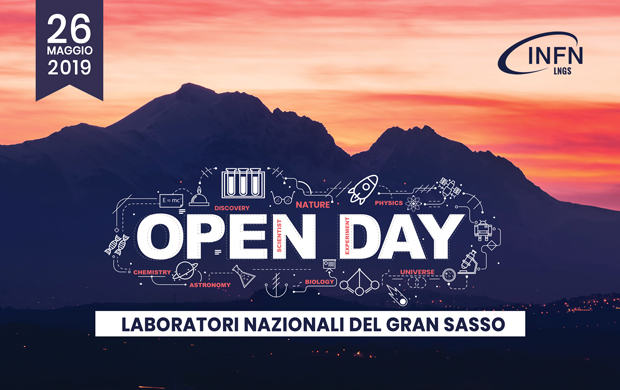 26
MAGGIO
2019
INFN
LNGS
E=mc²
DISCOVERY
NATURE
PHYSICS
OPEN DAY
SCIENTIST
EXPERIMENT
CHEMISTRY
ASTRONOMY
BIOLOGY
UNIVERSE
LABORATORI NAZIONALI DEL GRAN SASSO